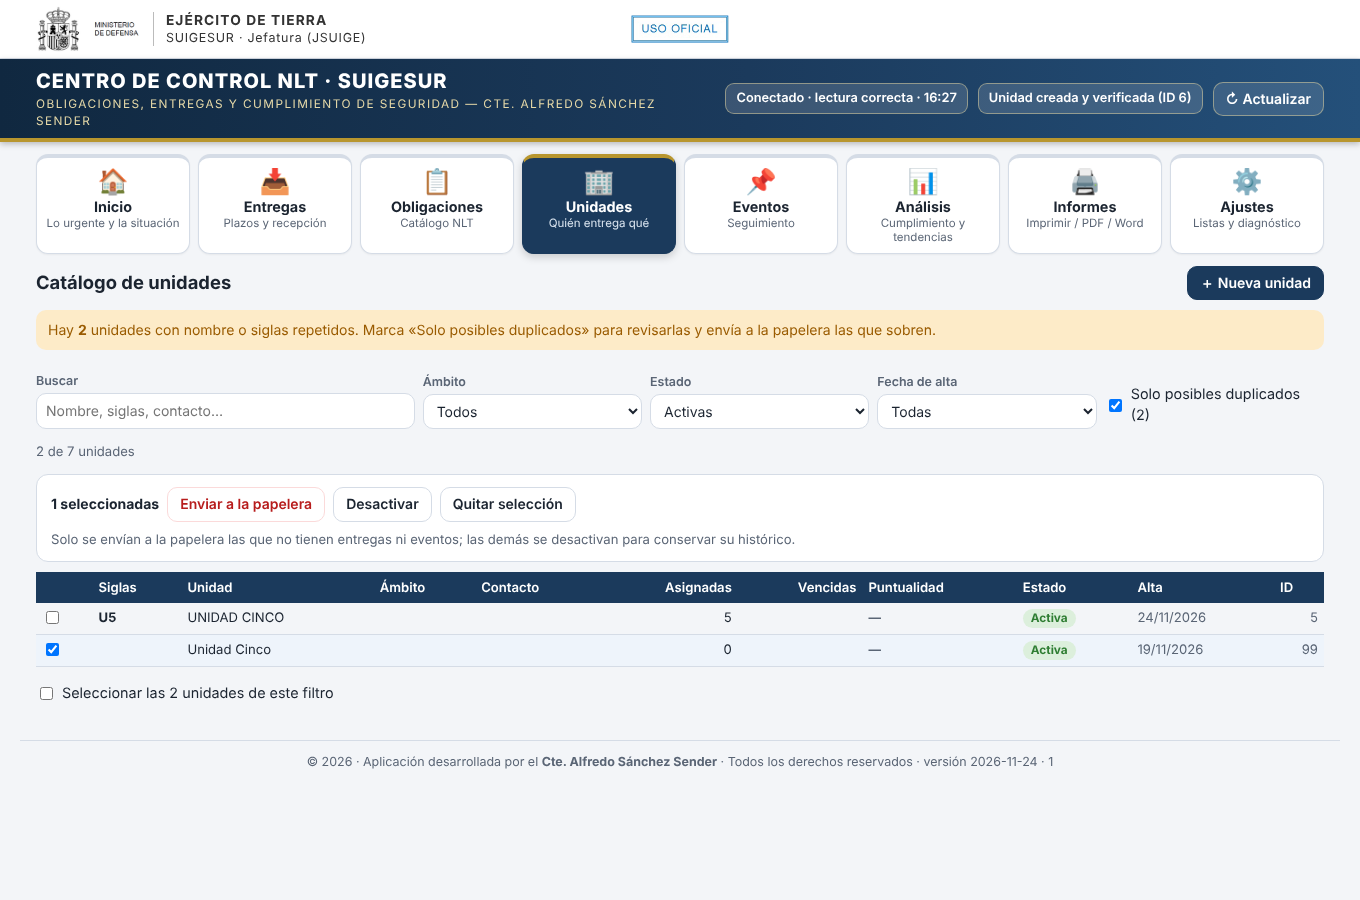 MINISTERIO
DE DEFENSA
EJÉRCITO DE TIERRA
SUIGESUR · Jefatura (JSUIGE)
USO OFICIAL
CENTRO DE CONTROL NLT · SUIGESUR
OBLIGACIONES, ENTREGAS Y CUMPLIMIENTO DE SEGURIDAD — CTE. ALFREDO SÁNCHEZ
SENDER
Conectado · lectura correcta · 16:27
Unidad creada y verificada (ID 6)
↻ Actualizar
Inicio
Lo urgente y la situación
Entregas
Plazos y recepción
Obligaciones
Catálogo NLT
Unidades
Quién entrega qué
Eventos
Seguimiento
Análisis
Cumplimiento y
tendencias
Informes
Imprimir / PDF / Word
Ajustes
Listas y diagnóstico
Catálogo de unidades
+ Nueva unidad
Hay 2 unidades con nombre o siglas repetidos. Marca «Solo posibles duplicados» para revisarlas y envía a la papelera las que sobren.
Buscar
Nombre, siglas, contacto...
Ámbito
Todos
Estado
Activas
Fecha de alta
Todas
Solo posibles duplicados
(2)
2 de 7 unidades
1 seleccionadas Enviar a la papelera Desactivar Quitar selección
Solo se envían a la papelera las que no tienen entregas ni eventos; las demás se desactivan para conservar su histórico.
Siglas Unidad Ámbito Contacto Asignadas Vencidas Puntualidad Estado Alta ID
U5 UNIDAD CINCO 5 — Activa 24/11/2026 5
Unidad Cinco 0 — Activa 19/11/2026 99
Seleccionar las 2 unidades de este filtro
© 2026 · Aplicación desarrollada por el Cte. Alfredo Sánchez Sender · Todos los derechos reservados · versión 2026-11-24 · 1